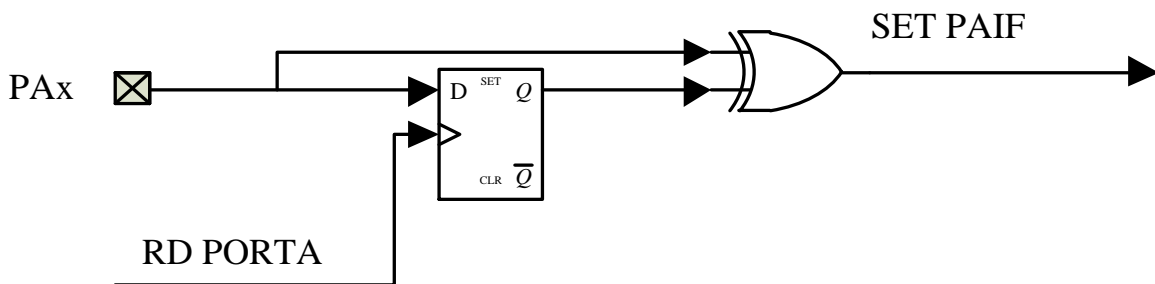 SET PAIF
PAx
D SET Q
CLR Q̅
RD PORTA